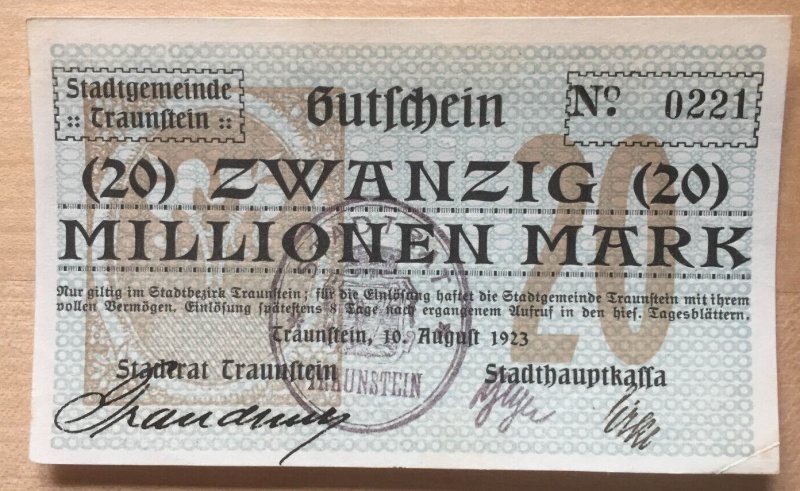 Stadtgemeinde
:: Traunstein ::
Gutschein
Nº 0221
(20) ZWANZIG (20)
MILLIONEN MARK
20
Nur giltig im Stadtbezirk Traunstein; für die Einlösung haftet die Stadtgemeinde Traunstein mit ihrem
vollen Vermögen. Einlösung spätestens 8 Tage nach ergangenem Aufruf in den hies. Tagesblättern.
Traunstein, 10. August 1923
Stadtrat Traunstein
Stadthauptkassa
TRAUNSTEIN